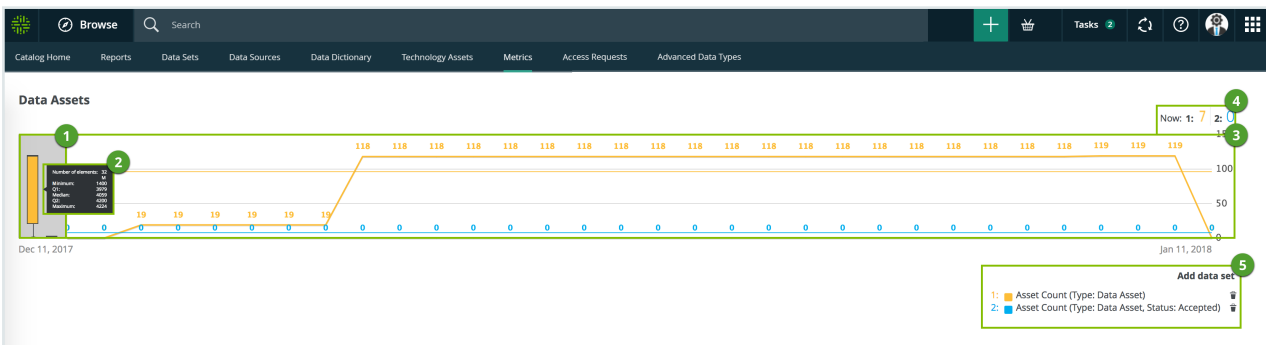 Browse Search Tasks 2
Catalog Home Reports Data Sets Data Sources Data Dictionary Technology Assets Metrics Access Requests Advanced Data Types
Data Assets
4
Now: 1: 7 2: 0
1
3
150
118 118 118 118 118 118 118 118 118 118 118 118 118 118 118 118 118 118 118 118 119 119 119
2
Number of elements: 32
M
Minimum: 1400
Q1: 3979
Median: 4059
Q2: 4200
Maximum: 4224
100
50
19 19 19 19 19 19
0 0 0 0 0 0 0 0 0 0 0 0 0 0 0 0 0 0 0 0 0 0 0 0 0 0 0 0 0 0 0 0
0
Dec 11, 2017 Jan 11, 2018
5
Add data set
1: Asset Count (Type: Data Asset)
2: Asset Count (Type: Data Asset, Status: Accepted)